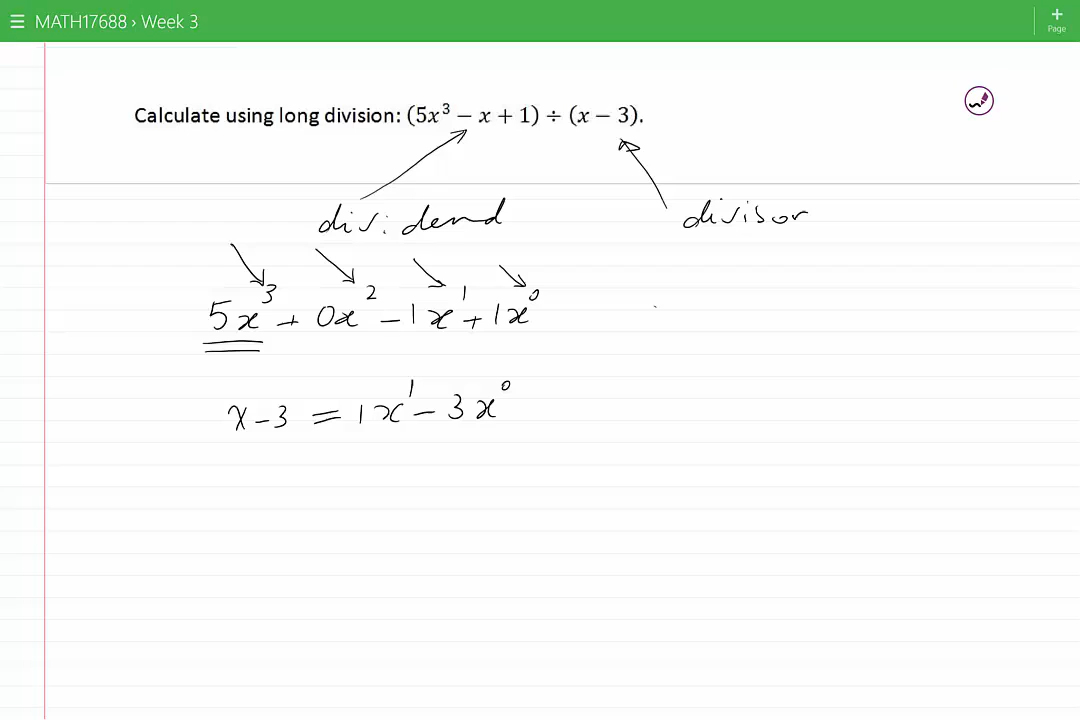 MATH17688 › Week 3
+
Page
Calculate using long division: (5x³ − x + 1) ÷ (x − 3).
dividend
divisor
5x³ + 0x² − 1x¹ + 1x⁰
x − 3 = 1x¹ − 3x⁰